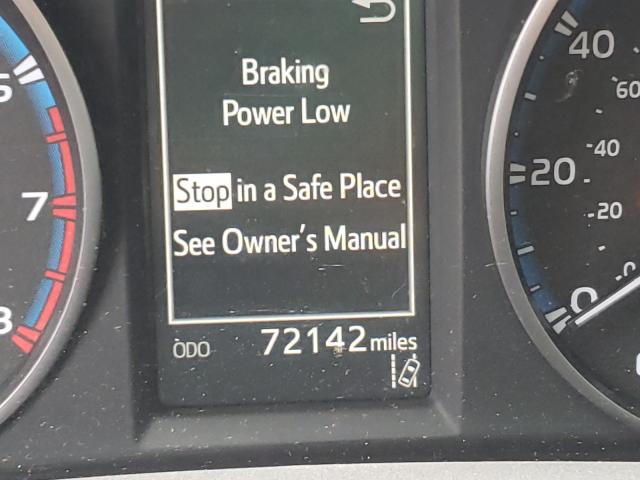 Braking
Power Low
Stop in a Safe Place
See Owner's Manual
ODO 72142 miles
7
40
60
20
40
20
0
0